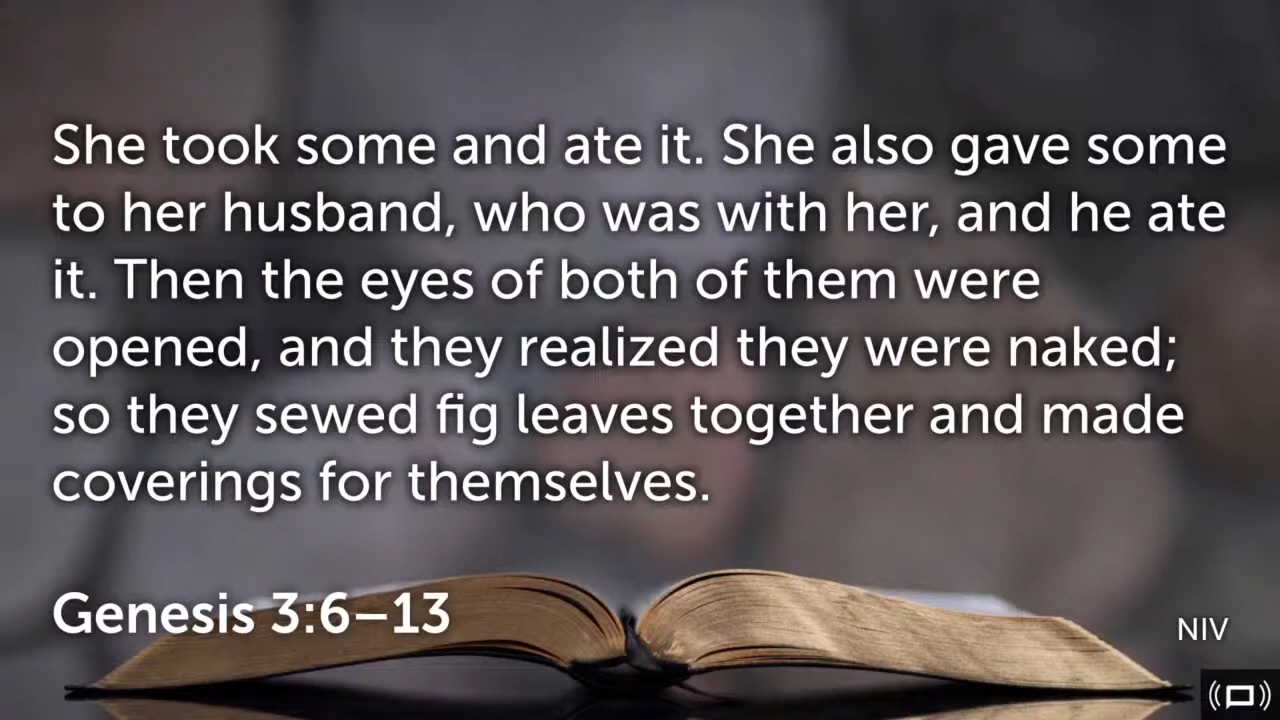 She took some and ate it. She also gave some
to her husband, who was with her, and he ate
it. Then the eyes of both of them were
opened, and they realized they were naked;
so they sewed fig leaves together and made
coverings for themselves.
Genesis 3:6–13
NIV